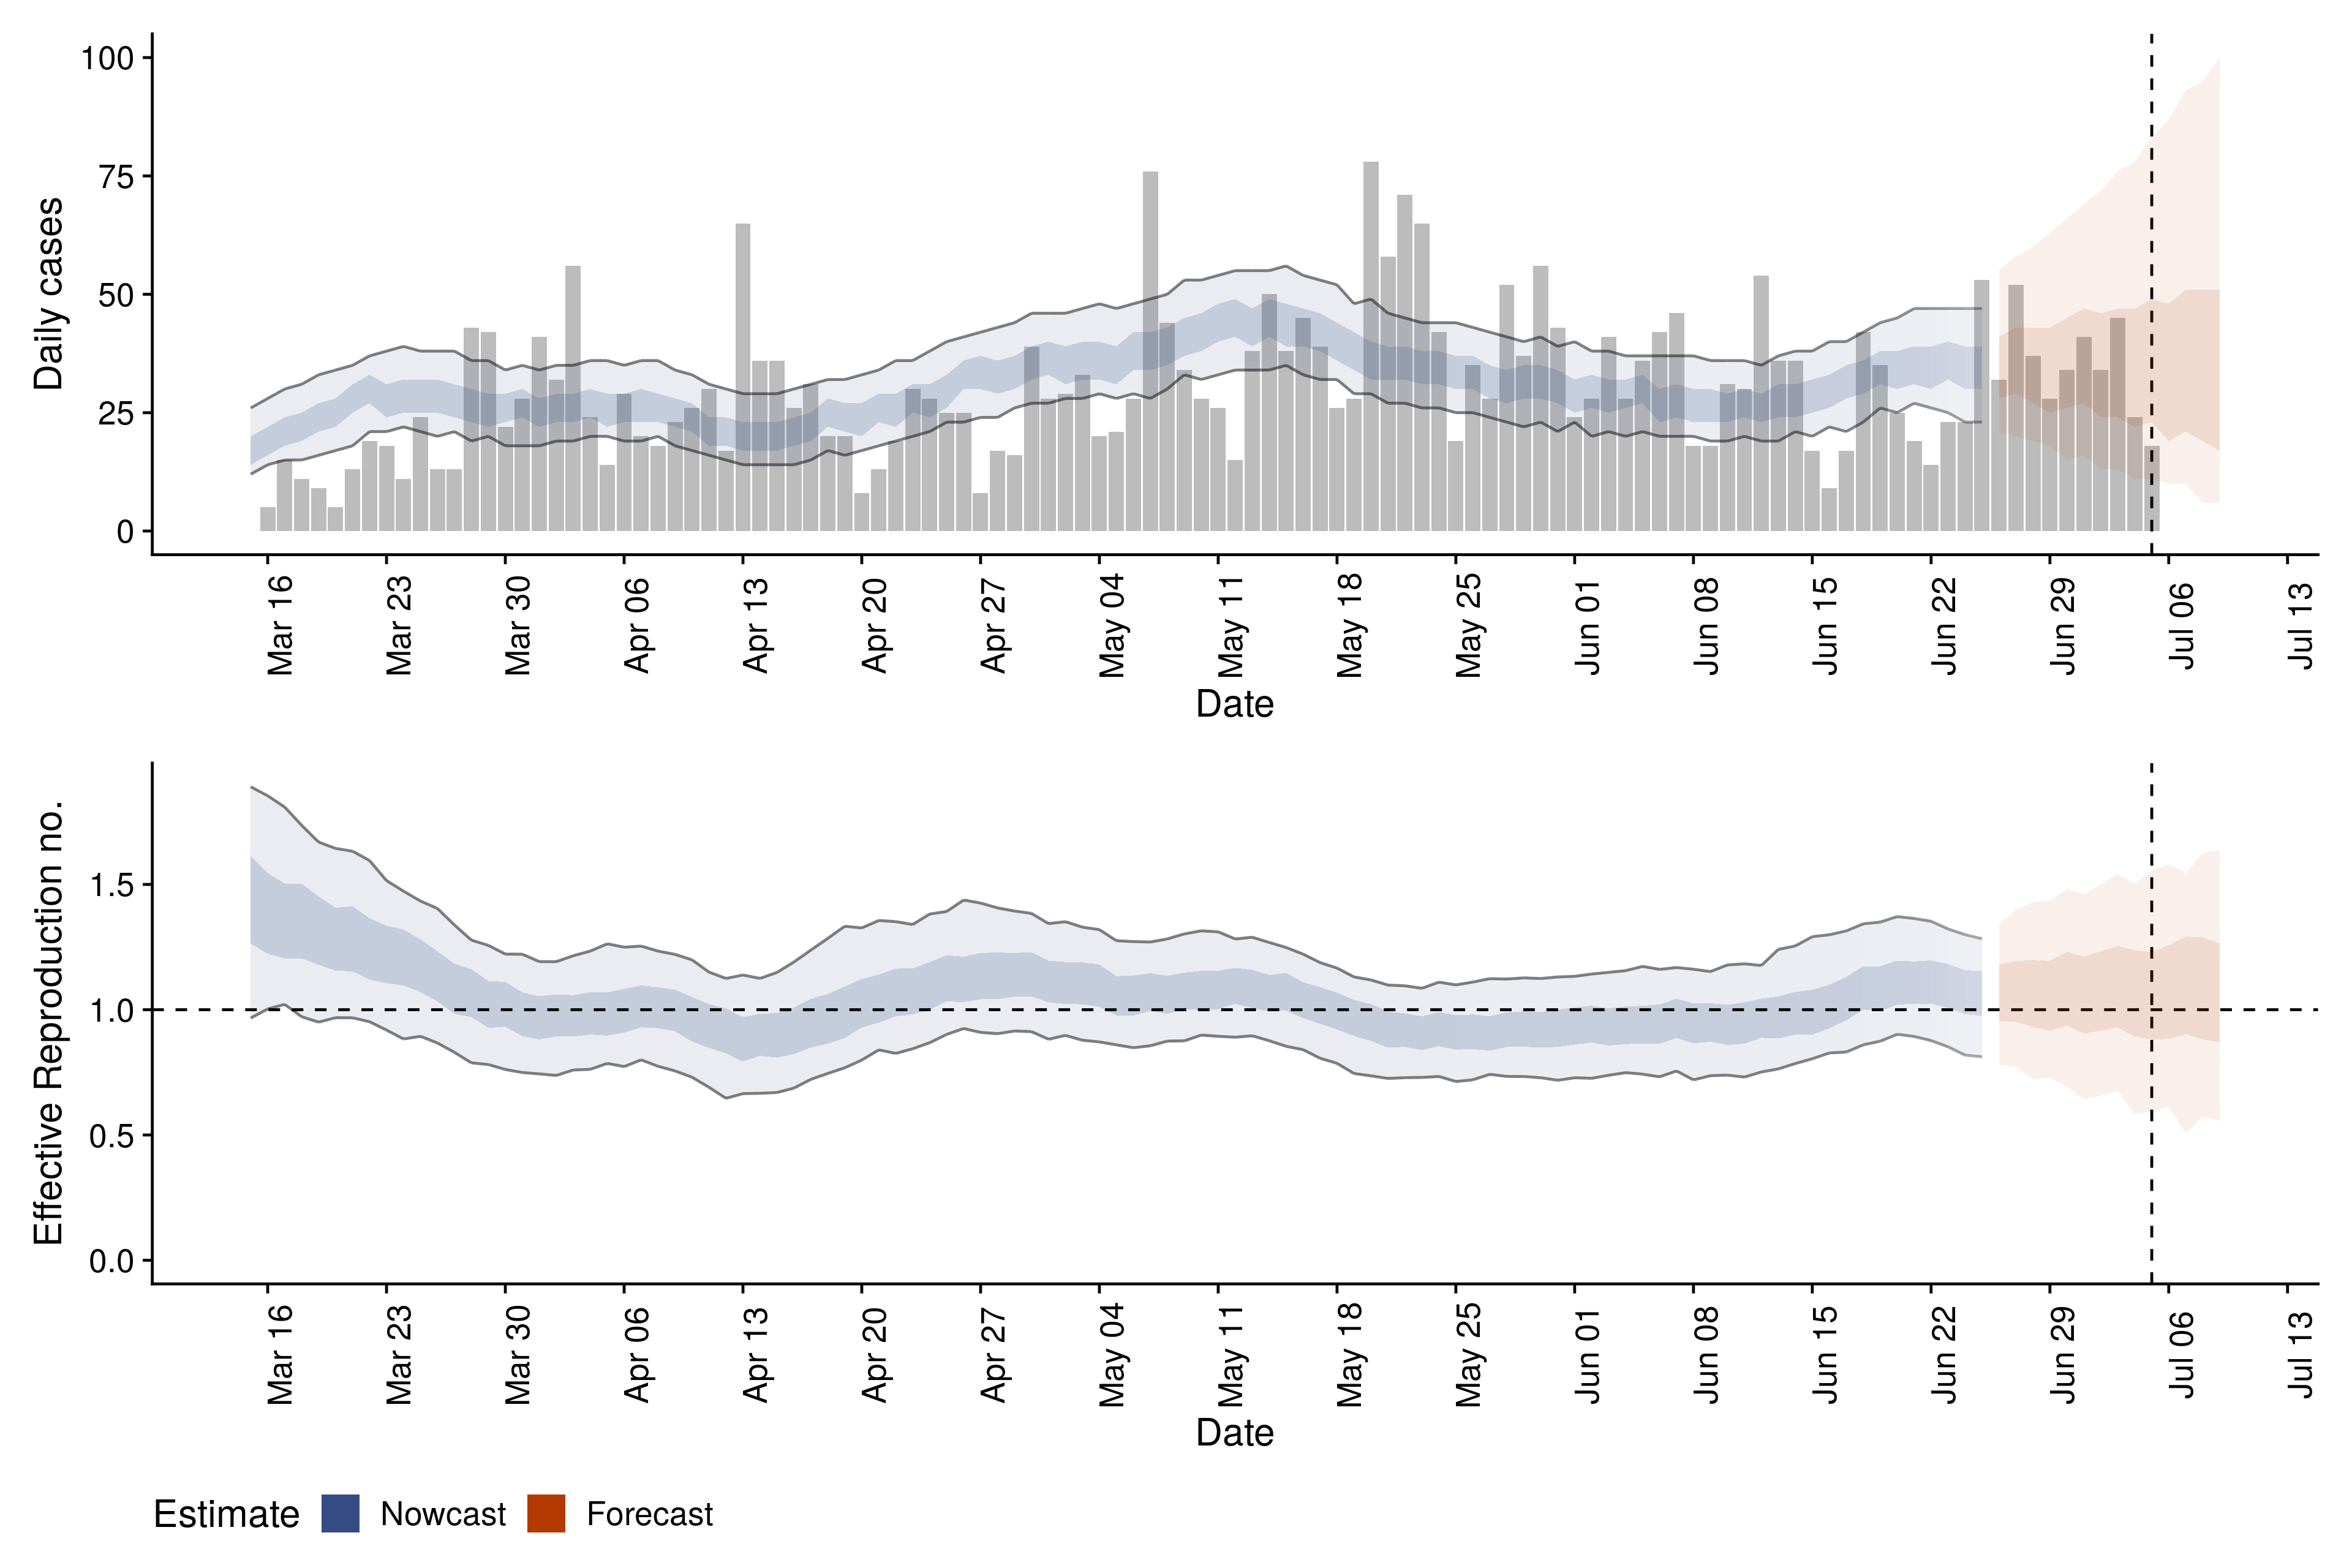 Daily cases
100
75
50
25
0
Mar 16
Mar 23
Mar 30
Apr 06
Apr 13
Apr 20
Apr 27
May 04
May 11
May 18
May 25
Jun 01
Jun 08
Jun 15
Jun 22
Jun 29
Jul 06
Jul 13
Date
Effective Reproduction no.
1.5
1.0
0.5
0.0
Mar 16
Mar 23
Mar 30
Apr 06
Apr 13
Apr 20
Apr 27
May 04
May 11
May 18
May 25
Jun 01
Jun 08
Jun 15
Jun 22
Jun 29
Jul 06
Jul 13
Date
Estimate Nowcast Forecast